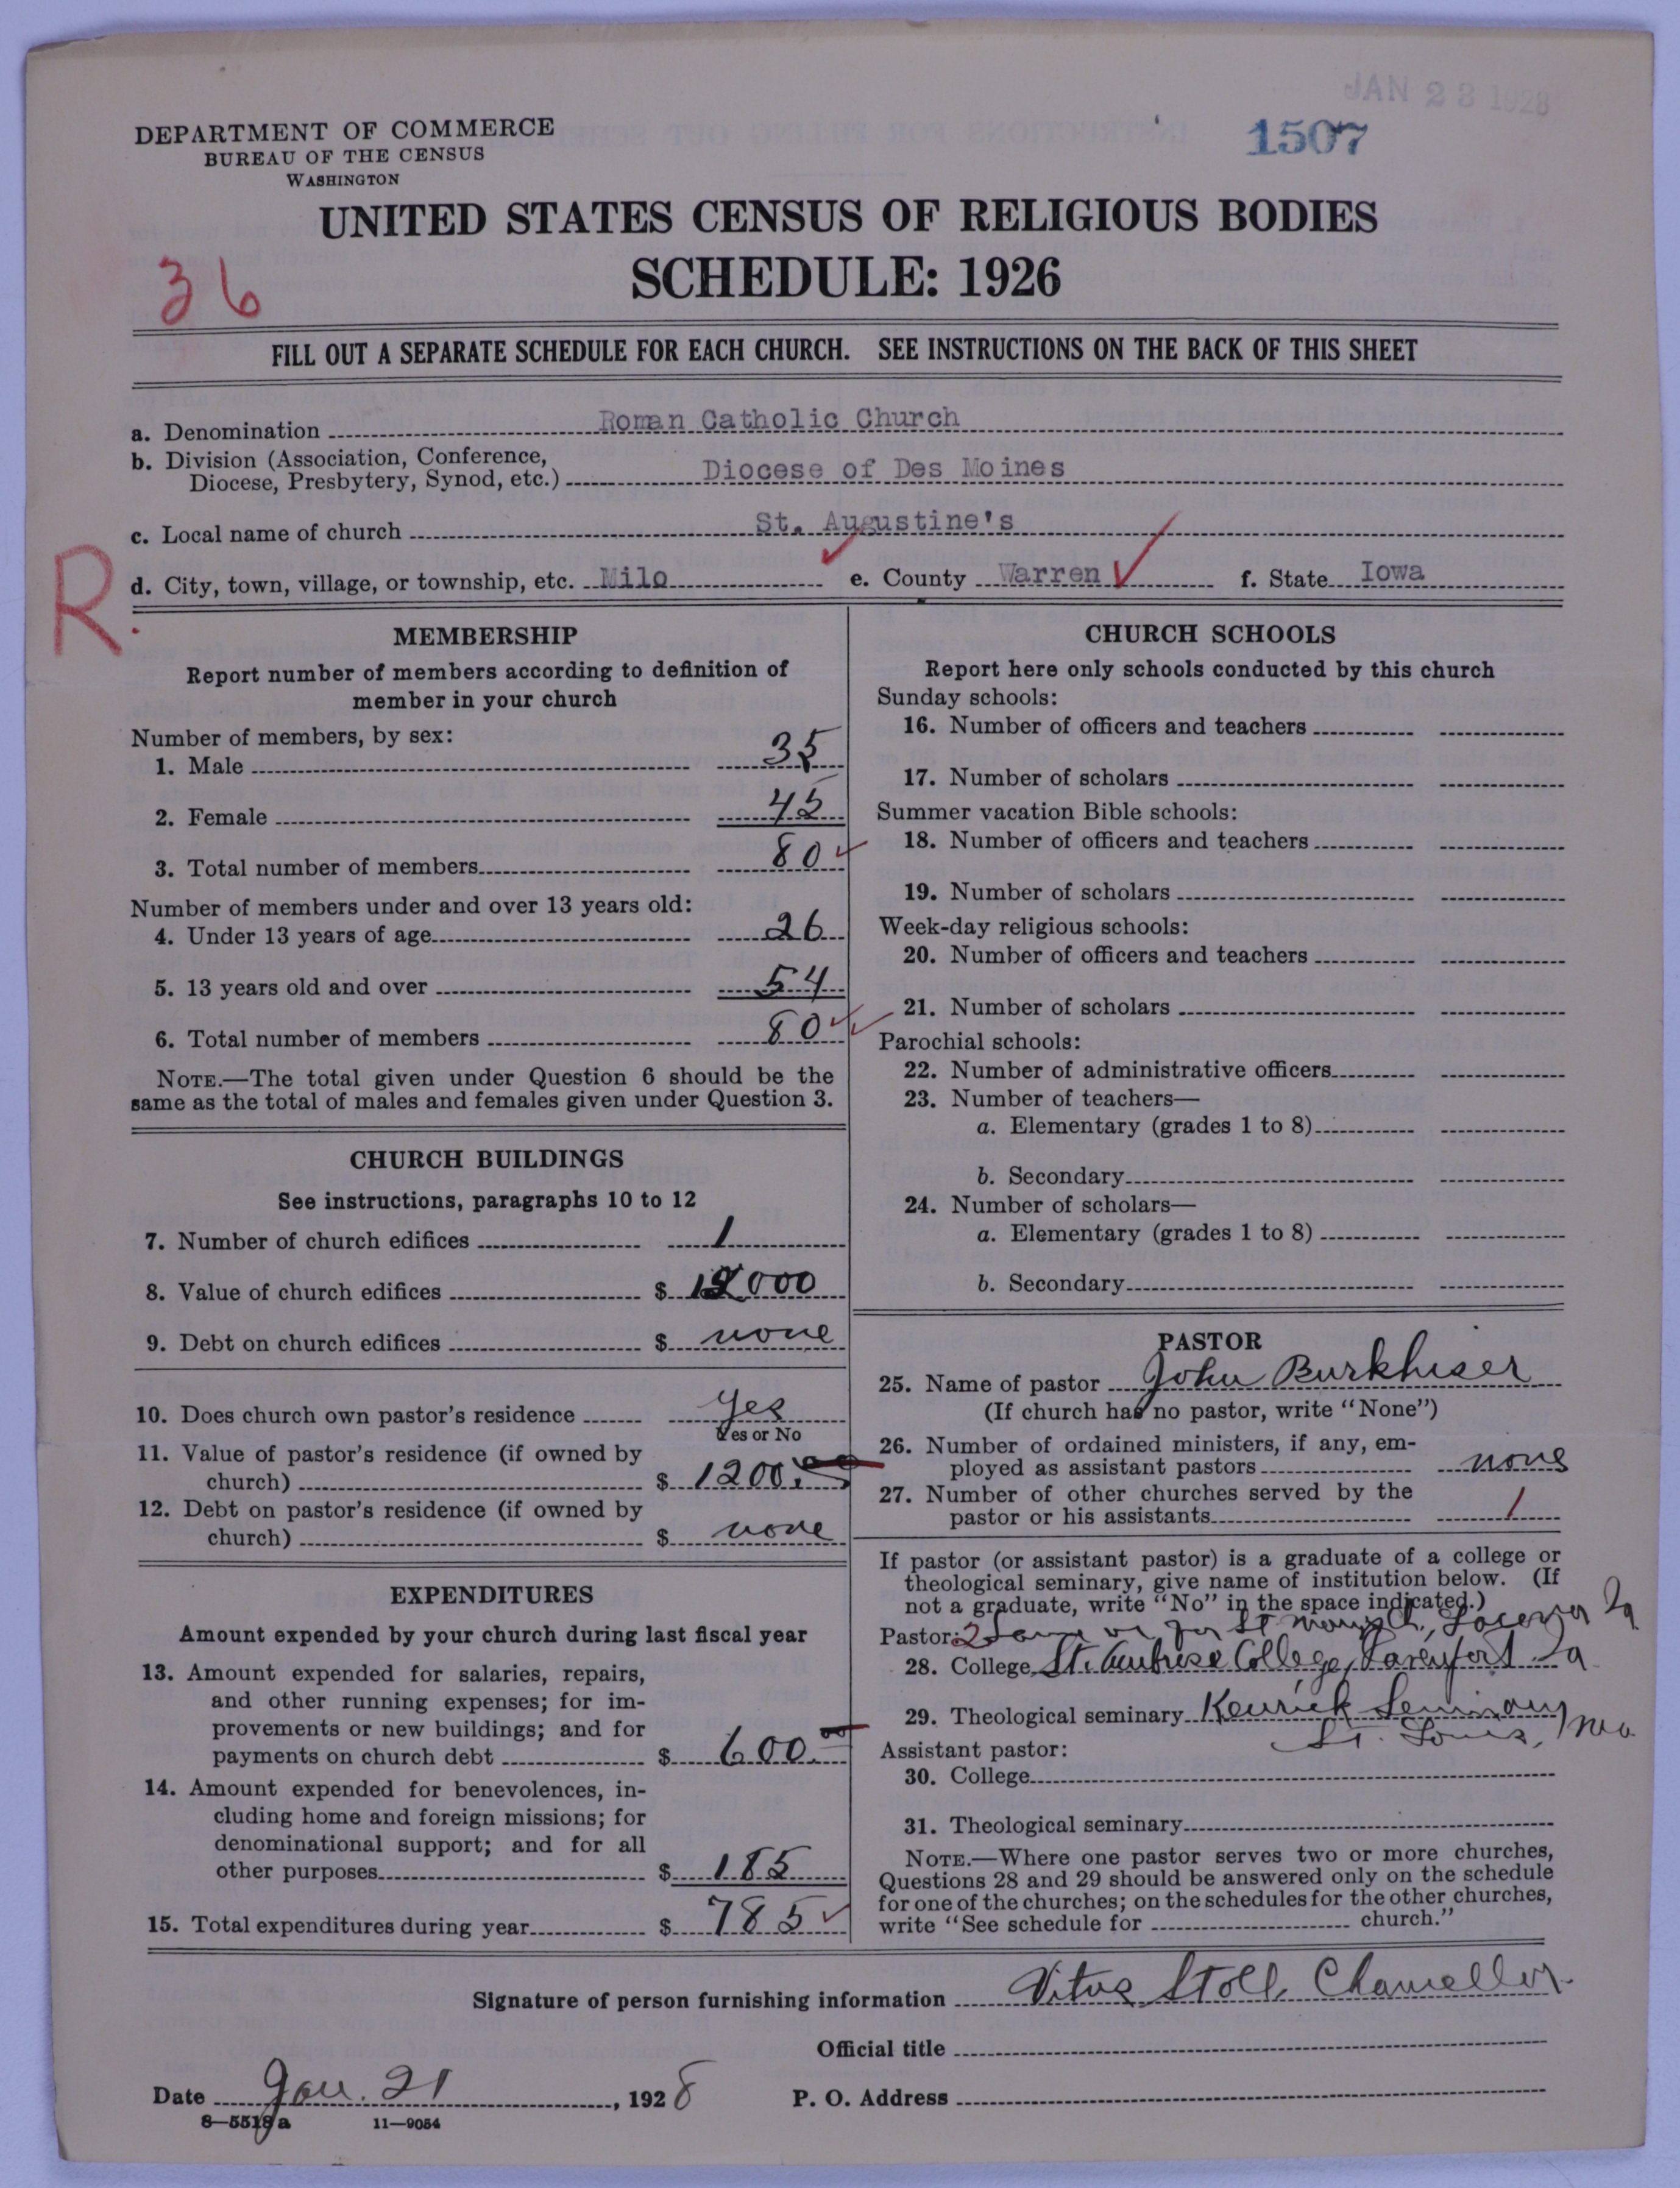 JAN 23 1928
1507
DEPARTMENT OF COMMERCE
BUREAU OF THE CENSUS
WASHINGTON
UNITED STATES CENSUS OF RELIGIOUS BODIES
SCHEDULE: 1926
36
FILL OUT A SEPARATE SCHEDULE FOR EACH CHURCH. SEE INSTRUCTIONS ON THE BACK OF THIS SHEET
a. Denomination Roman Catholic Church
b. Division (Association, Conference,
Diocese, Presbytery, Synod, etc.) Diocese of Des Moines
c. Local name of church St. Augustine's
R.
d. City, town, village, or township, etc. Milo e. County Warren f. State Iowa
MEMBERSHIP
Report number of members according to definition of
member in your church
Number of members, by sex:
1. Male 35
2. Female 45
3. Total number of members 80
Number of members under and over 13 years old:
4. Under 13 years of age 26
5. 13 years old and over 54
6. Total number of members 80
NOTE.—The total given under Question 6 should be the
same as the total of males and females given under Question 3.
CHURCH BUILDINGS
See instructions, paragraphs 10 to 12
7. Number of church edifices 1
8. Value of church edifices $
9. Debt on church edifices $ none
10. Does church own pastor's residence yes
Yes or No
11. Value of pastor's residence (if owned by
church) $ 1200.
12. Debt on pastor's residence (if owned by
church) $ none
EXPENDITURES
Amount expended by your church during last fiscal year
13. Amount expended for salaries, repairs,
and other running expenses; for im-
provements or new buildings; and for
payments on church debt $ 600.00
14. Amount expended for benevolences, in-
cluding home and foreign missions; for
denominational support; and for all
other purposes $ 185
15. Total expenditures during year $ 785
CHURCH SCHOOLS
Report here only schools conducted by this church
Sunday schools:
16. Number of officers and teachers
17. Number of scholars
Summer vacation Bible schools:
18. Number of officers and teachers
19. Number of scholars
Week-day religious schools:
20. Number of officers and teachers
21. Number of scholars
Parochial schools:
22. Number of administrative officers
23. Number of teachers—
a. Elementary (grades 1 to 8)
b. Secondary
24. Number of scholars—
a. Elementary (grades 1 to 8)
b. Secondary
PASTOR
25. Name of pastor John Burkhiser
(If church has no pastor, write "None")
26. Number of ordained ministers, if any, em-
ployed as assistant pastors none
27. Number of other churches served by the
pastor or his assistants 1
If pastor (or assistant pastor) is a graduate of a college or
theological seminary, give name of institution below. (If
not a graduate, write "No" in the space indicated.)
Pastor: 2 Same for St Mary's Ch., Lacona Ia
28. College St. Ambrose College, Davenport Ia
29. Theological seminary Kenrick Seminary
St. Louis, Mo.
Assistant pastor:
30. College
31. Theological seminary
NOTE.—Where one pastor serves two or more churches,
Questions 28 and 29 should be answered only on the schedule
for one of the churches; on the schedules for the other churches,
write "See schedule for church."
Signature of person furnishing information Vitus Stoll, Chancellor.
Official title
Date Jan. 21, 1928 P. O. Address
8—5518a 11—9054